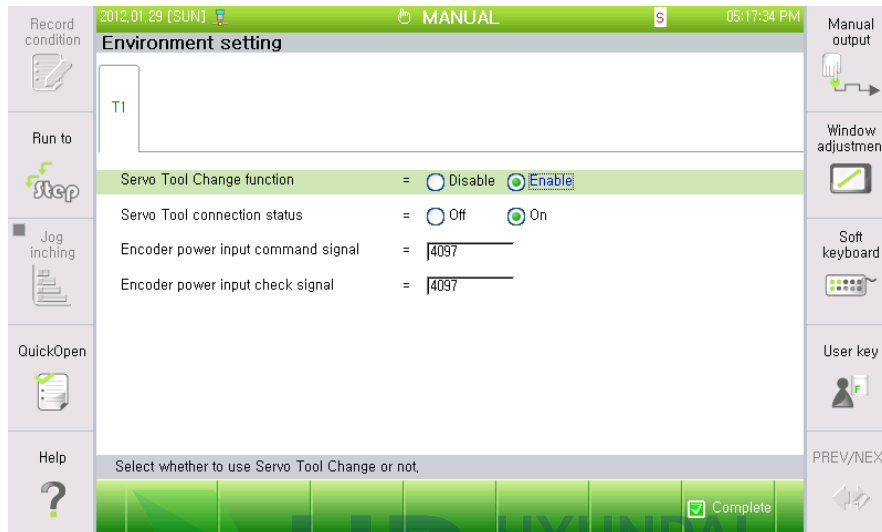 Record condition
2012,01,29 [SUN]
MANUAL
S
05:17:34 PM
Manual output
Environment setting
T1
Run to
Step
Window adjustmen
Servo Tool Change function = Disable Enable
Servo Tool connection status = Off On
Jog inching
Soft keyboard
Encoder power input command signal = 4097
Encoder power input check signal = 4097
QuickOpen
User key
F
Help
PREV/NEX
Select whether to use Servo Tool Change or not,
Complete
HYUNDAI